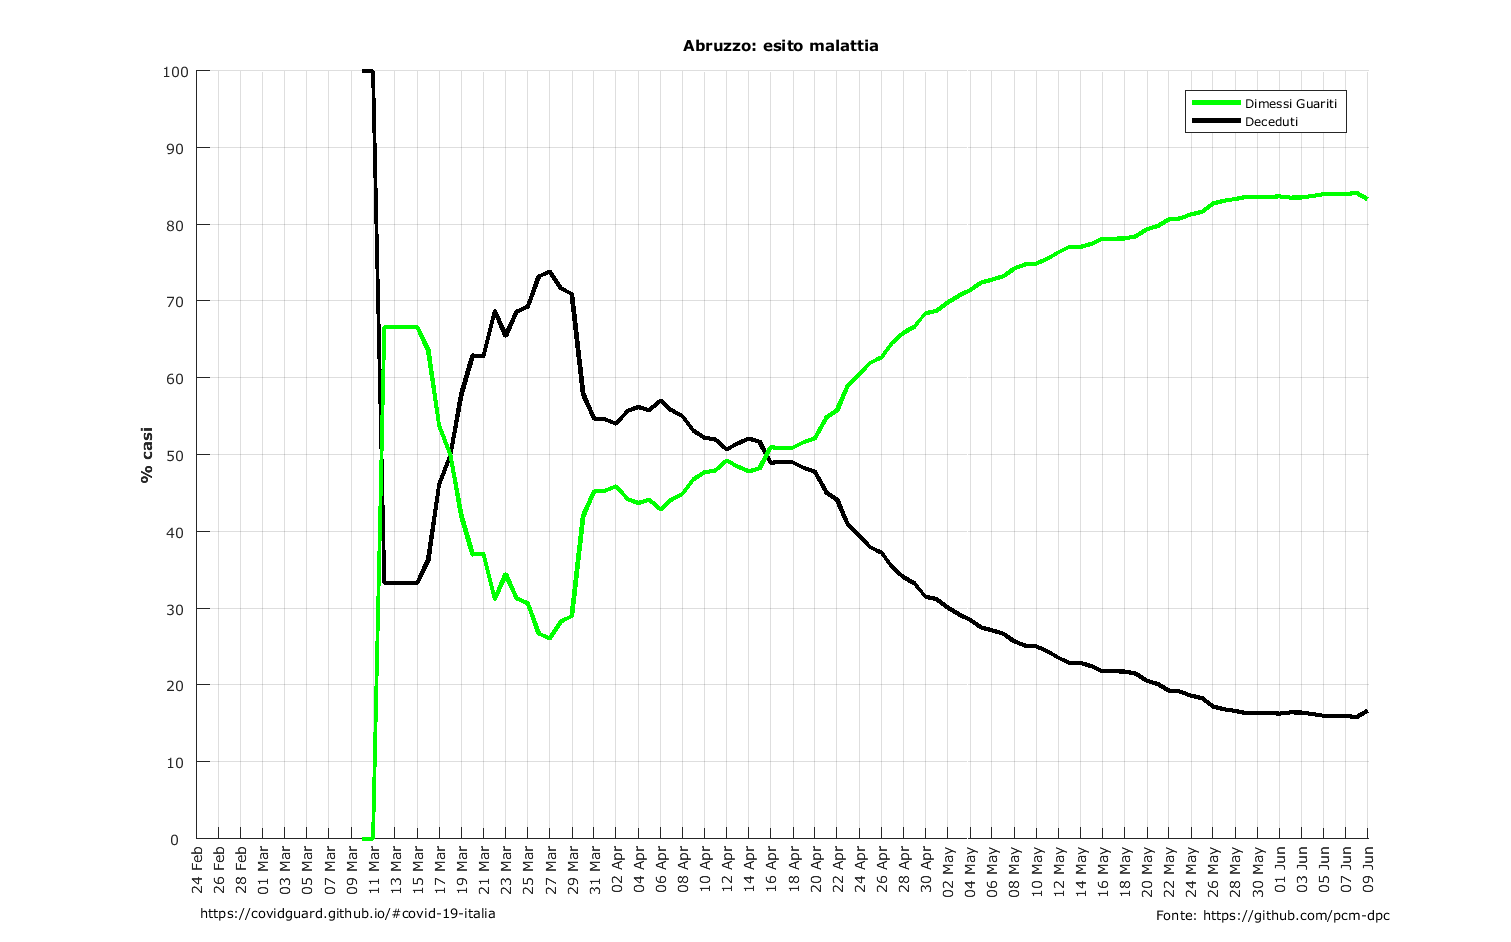 Abruzzo: esito malattia
100
90
80
70
60
50
40
30
20
10
0
% casi
Dimessi Guariti
Deceduti
24 Feb
26 Feb
28 Feb
01 Mar
03 Mar
05 Mar
07 Mar
09 Mar
11 Mar
13 Mar
15 Mar
17 Mar
19 Mar
21 Mar
23 Mar
25 Mar
27 Mar
29 Mar
31 Mar
02 Apr
04 Apr
06 Apr
08 Apr
10 Apr
12 Apr
14 Apr
16 Apr
18 Apr
20 Apr
22 Apr
24 Apr
26 Apr
28 Apr
30 Apr
02 May
04 May
06 May
08 May
10 May
12 May
14 May
16 May
18 May
20 May
22 May
24 May
26 May
28 May
30 May
01 Jun
03 Jun
05 Jun
07 Jun
09 Jun
https://covidguard.github.io/#covid-19-italia
Fonte: https://github.com/pcm-dpc